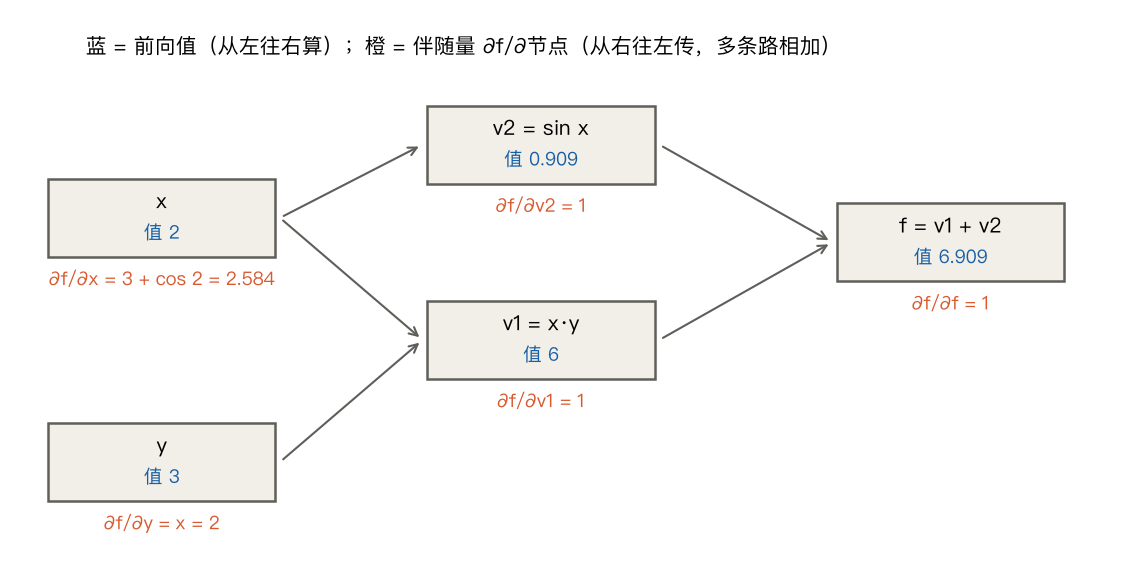 蓝 = 前向值（从左往右算）；橙 = 伴随量 ∂f/∂节点（从右往左传，多条路相加）
v2 = sin x
值 0.909
∂f/∂v2 = 1
x
值 2
∂f/∂x = 3 + cos 2 = 2.584
f = v1 + v2
值 6.909
∂f/∂f = 1
v1 = x·y
值 6
∂f/∂v1 = 1
y
值 3
∂f/∂y = x = 2